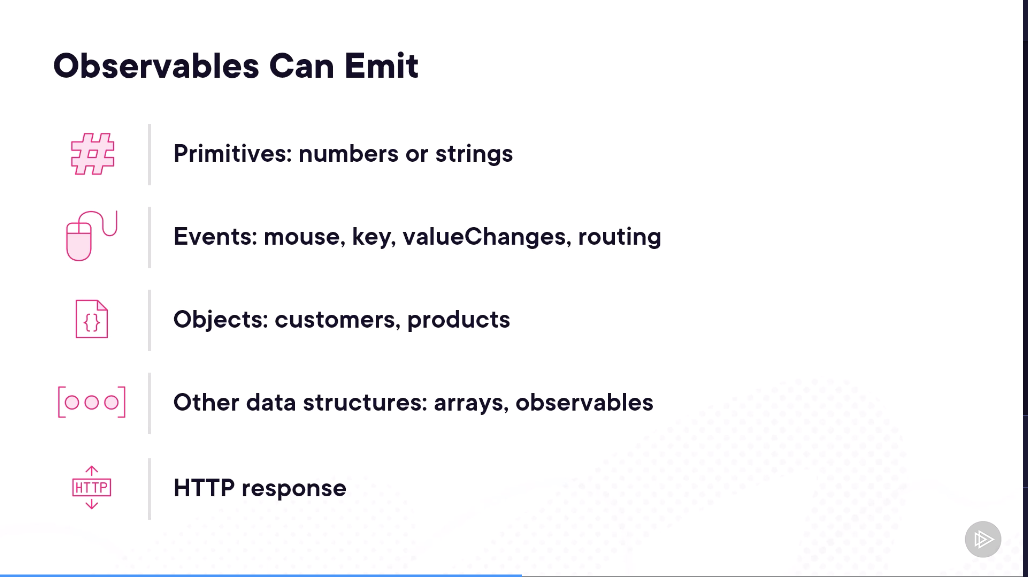 Observables Can Emit
Primitives: numbers or strings
Events: mouse, key, valueChanges, routing
{}
Objects: customers, products
Other data structures: arrays, observables
HTTP
HTTP response